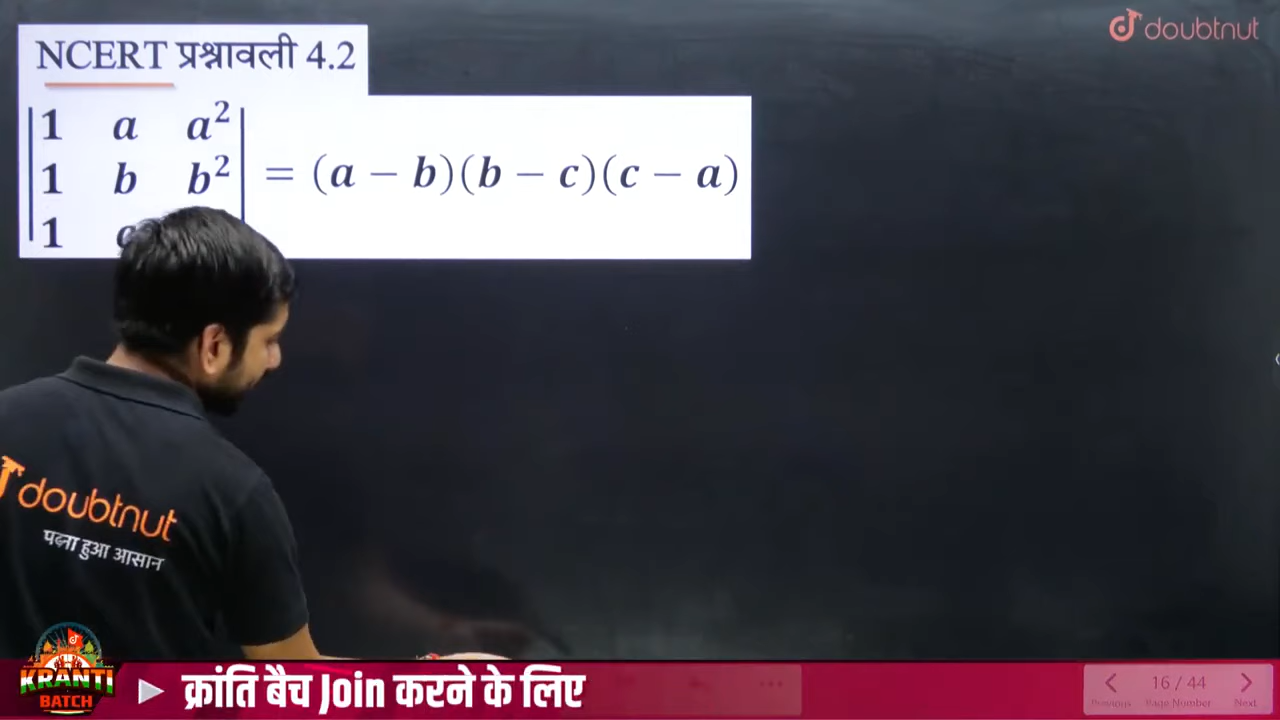 NCERT प्रश्नावली 4.2
doubtnut
1 a a²
1 b b² = (a − b)(b − c)(c − a)
1
doubtnut
पढ़ना हुआ आसान
KRANTI
BATCH
क्रांति बैच Join करने के लिए
16 / 44
Previous Page Number Next